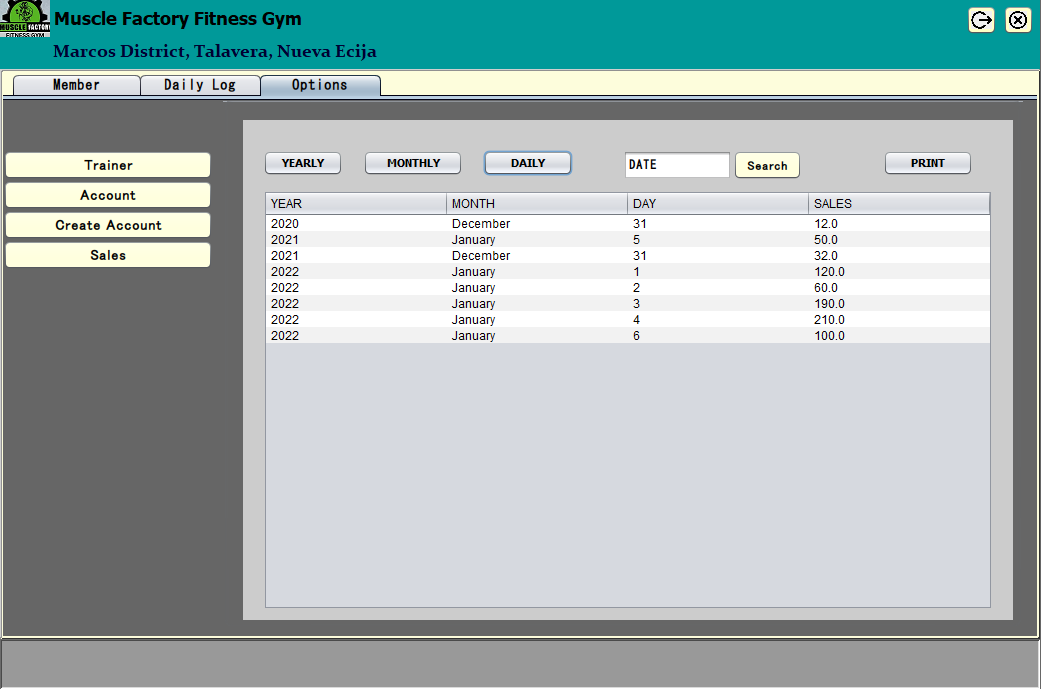 MUSCLE FACTORY
FITNESS GYM
Muscle Factory Fitness Gym
Marcos District, Talavera, Nueva Ecija
Member Daily Log Options
Trainer
Account
Create Account
Sales
YEARLY MONTHLY DAILY DATE Search PRINT
YEAR MONTH DAY SALES
2020 December 31 12.0
2021 January 5 50.0
2021 December 31 32.0
2022 January 1 120.0
2022 January 2 60.0
2022 January 3 190.0
2022 January 4 210.0
2022 January 6 100.0